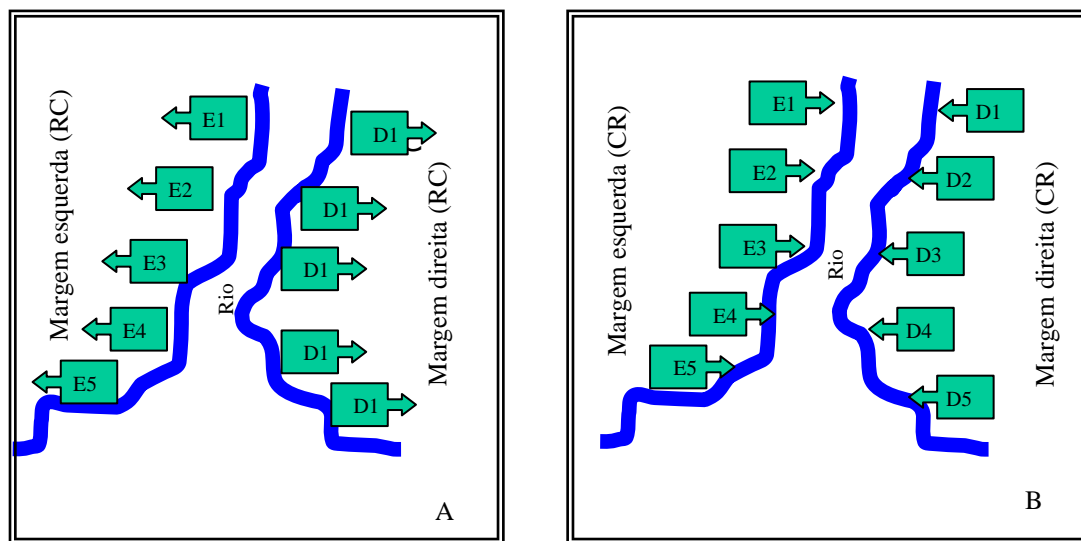 Margem esquerda (RC)
E1
E2
E3
E4
E5
Rio
D1
D1
D1
D1
D1
Margem direita (RC)
A
Margem esquerda (CR)
E1
E2
E3
E4
E5
Rio
D1
D2
D3
D4
D5
Margem direita (CR)
B